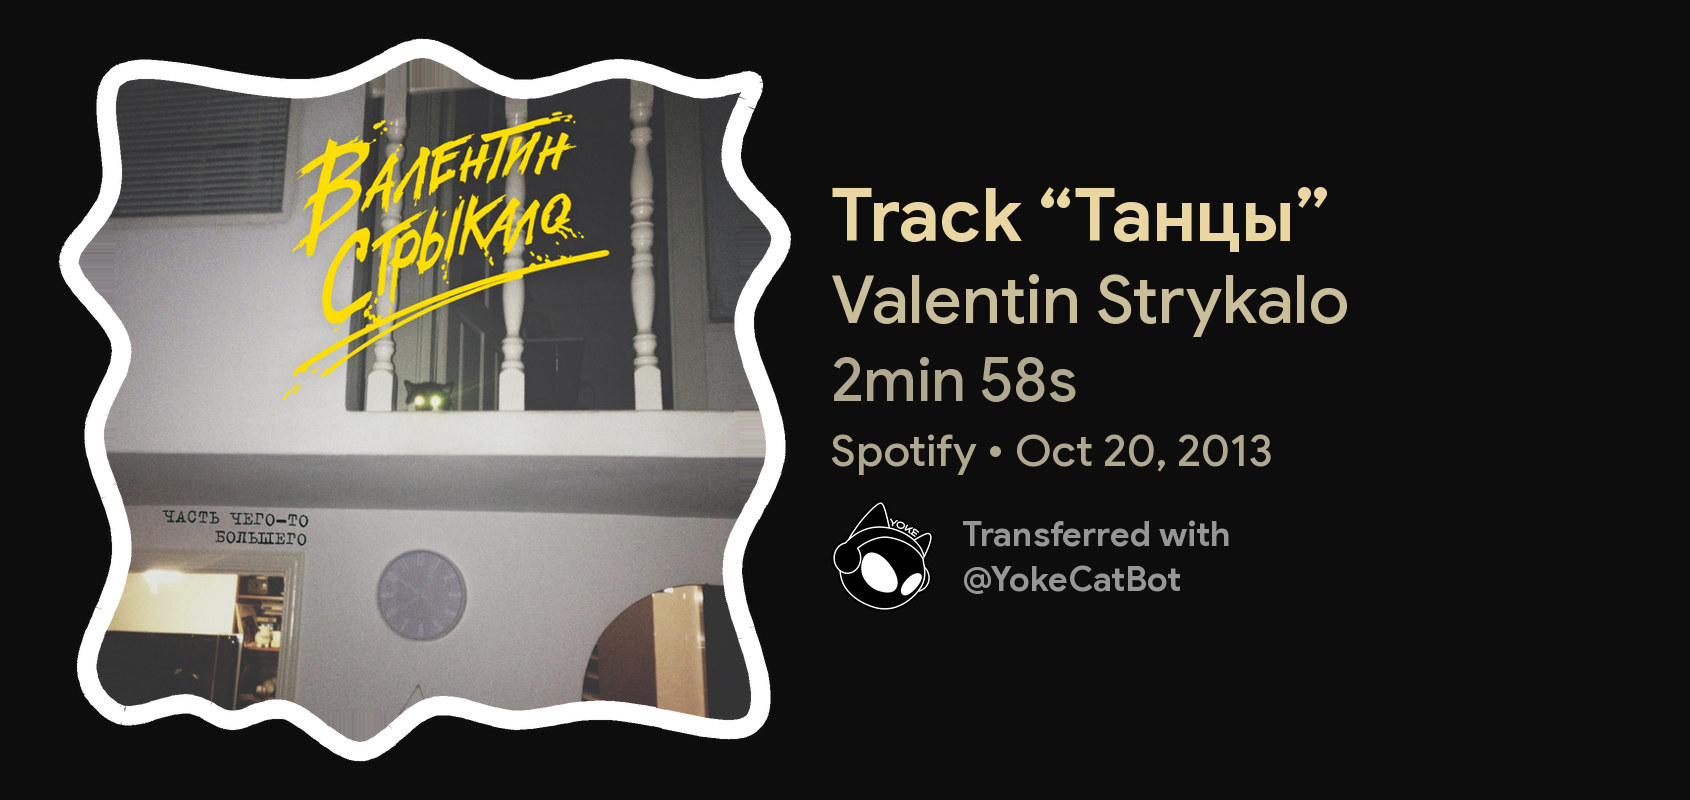 Валентин
Стрыкало
ЧАСТЬ ЧЕГО-ТО
БОЛЬШЕГО
Track “Танцы”
Valentin Strykalo
2min 58s
Spotify • Oct 20, 2013
YOKE
Transferred with
@YokeCatBot